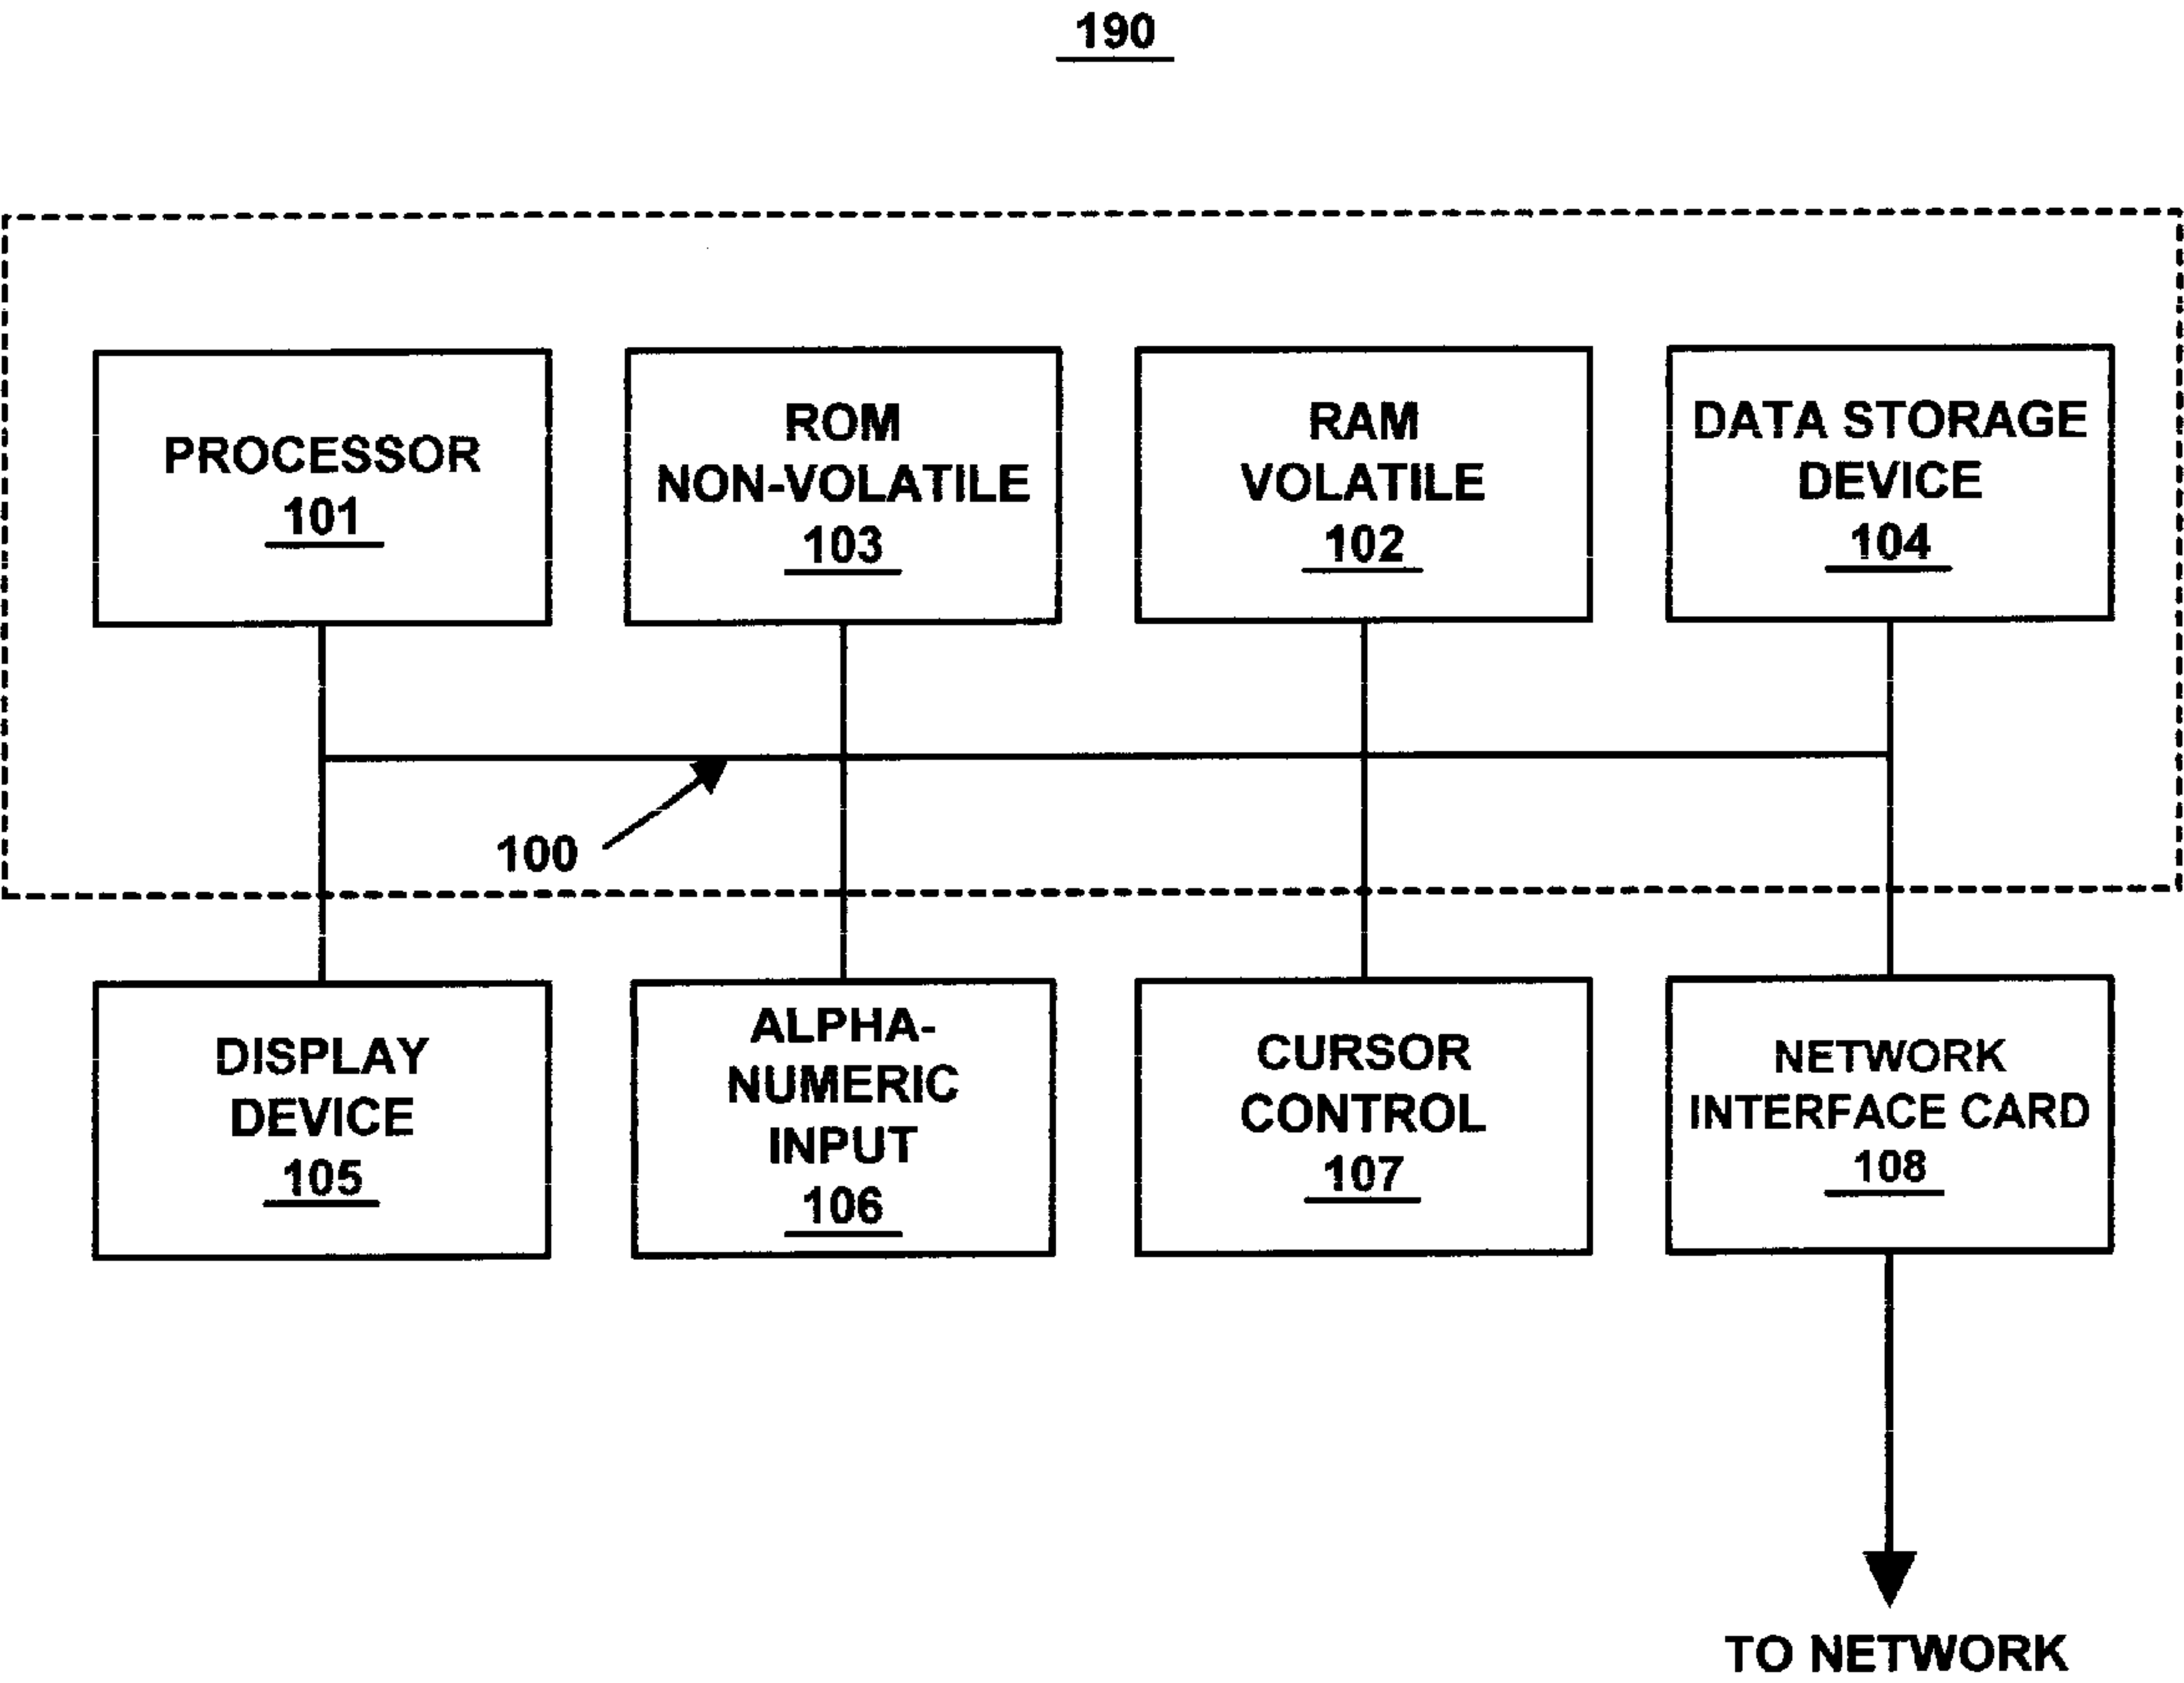 190
PROCESSOR
101
ROM
NON-VOLATILE
103
RAM
VOLATILE
102
DATA STORAGE
DEVICE
104
100
DISPLAY
DEVICE
105
ALPHA-
NUMERIC
INPUT
106
CURSOR
CONTROL
107
NETWORK
INTERFACE CARD
108
TO NETWORK